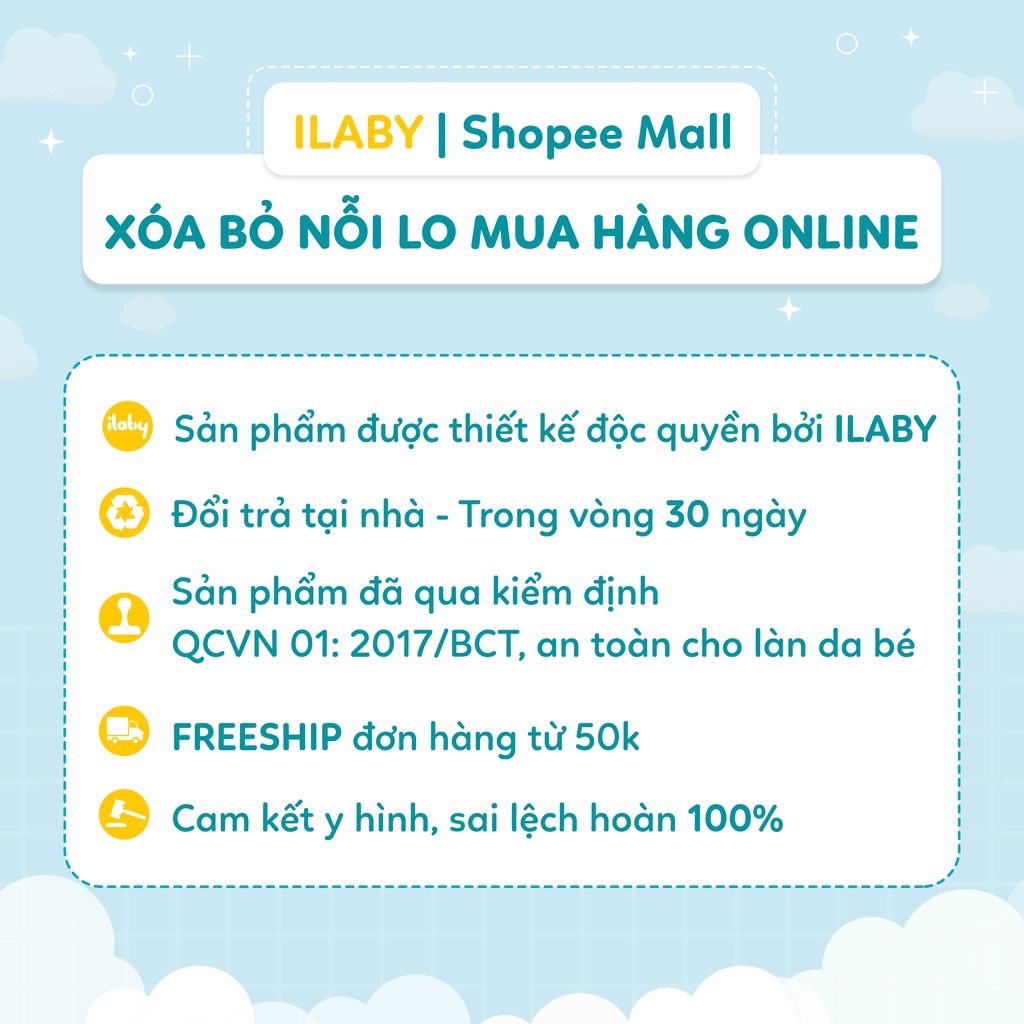 ILABY | Shopee Mall
XÓA BỎ NỖI LO MUA HÀNG ONLINE
ilaby
Sản phẩm được thiết kế độc quyền bởi ILABY
Đổi trả tại nhà - Trong vòng 30 ngày
Sản phẩm đã qua kiểm định
QCVN 01: 2017/BCT, an toàn cho làn da bé
FREESHIP đơn hàng từ 50k
Cam kết y hình, sai lệch hoàn 100%